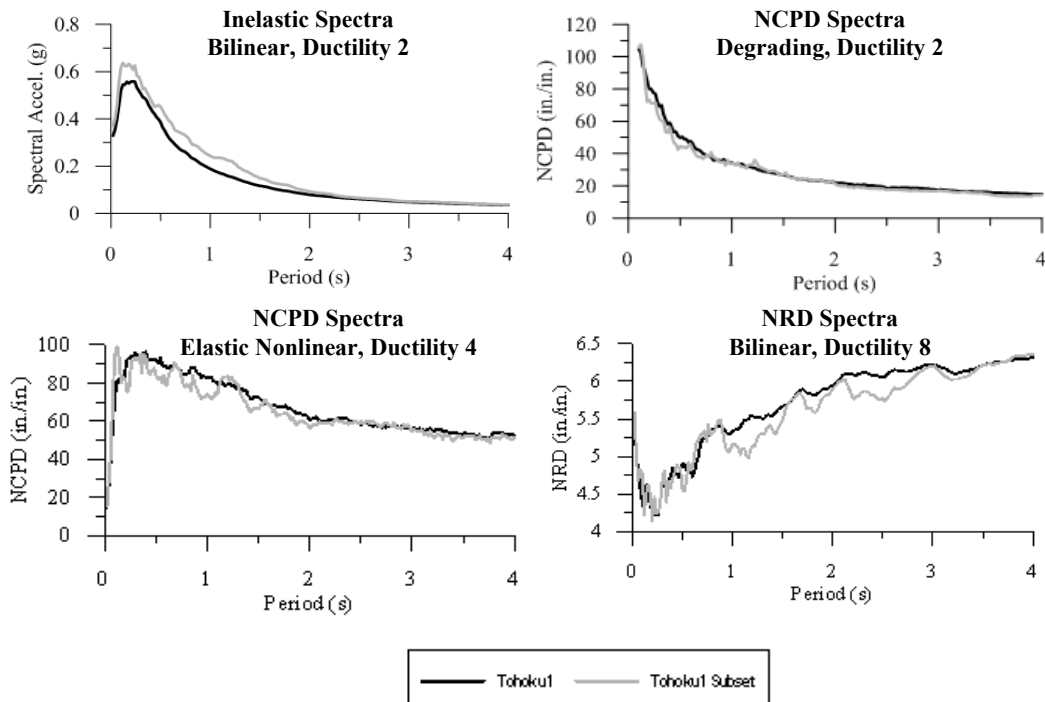 Inelastic Spectra
Bilinear, Ductility 2
Spectral Accel. (g)
0.8
0.6
0.4
0.2
0
0 1 2 3 4
Period (s)
NCPD Spectra
Degrading, Ductility 2
NCPD (in./in.)
120
100
80
60
40
20
0
0 1 2 3 4
Period (s)
NCPD Spectra
Elastic Nonlinear, Ductility 4
NCPD (in./in.)
100
80
60
40
20
0
0 1 2 3 4
Period (s)
NRD Spectra
Bilinear, Ductility 8
NRD (in./in.)
6.5
6
5.5
5
4.5
4
0 1 2 3 4
Period (s)
Tohoku1 Tohoku1 Subset